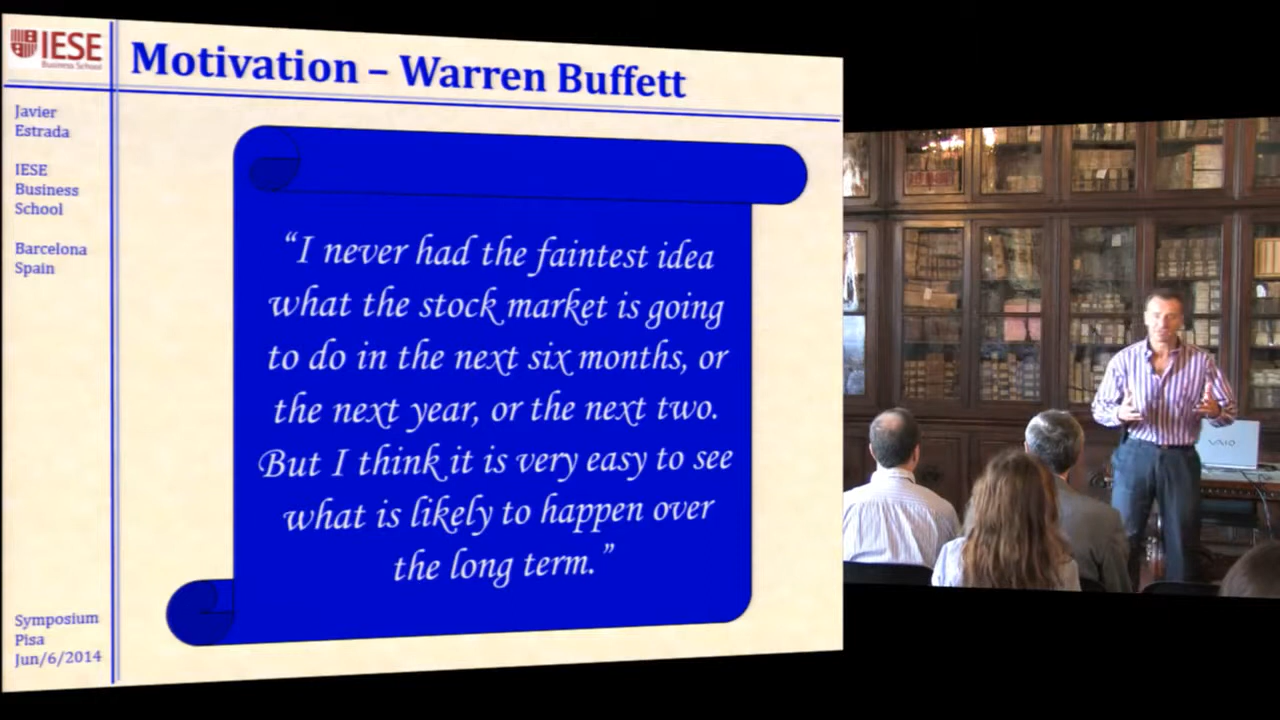 IESE
Business School
Motivation – Warren Buffett
Javier
Estrada
IESE
Business
School
Barcelona
Spain
“I never had the faintest idea
what the stock market is going
to do in the next six months, or
the next year, or the next two.
But I think it is very easy to see
what is likely to happen over
the long term.”
Symposium
Pisa
Jun/6/2014
VAIO